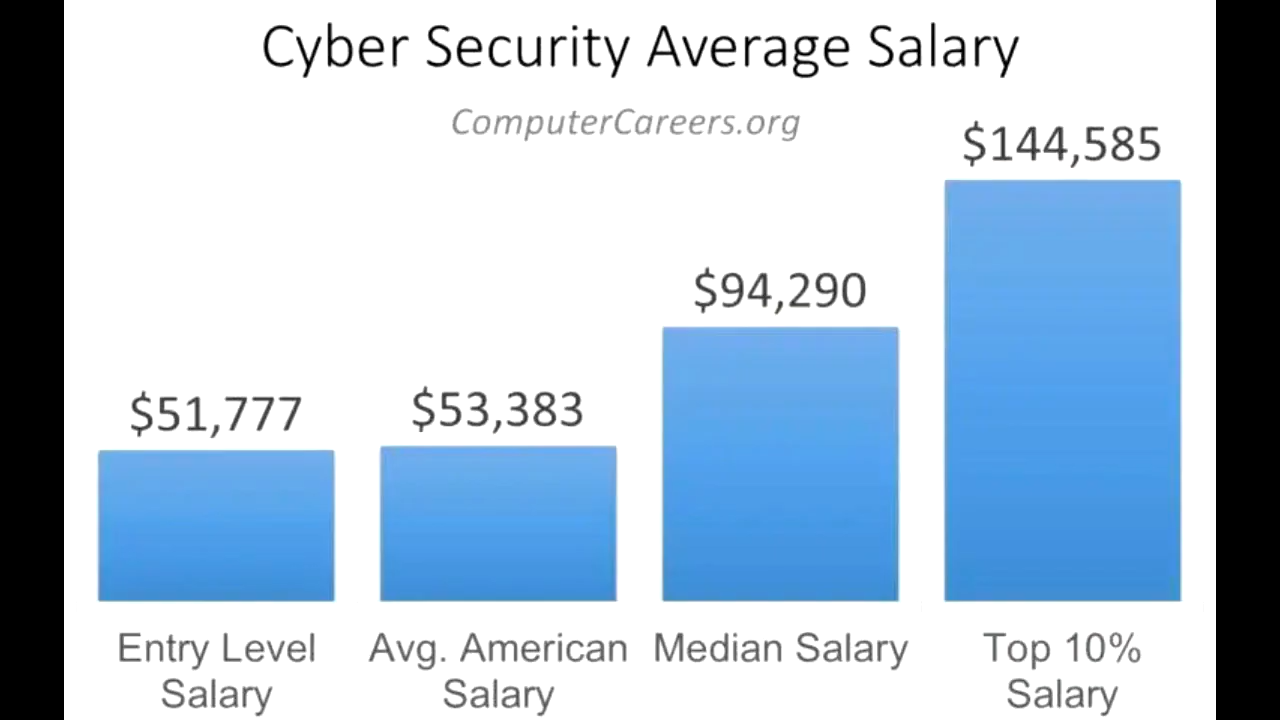 Cyber Security Average Salary
ComputerCareers.org
$144,585
$94,290
$51,777
$53,383
Entry Level
Salary
Avg. American
Salary
Median Salary
Top 10%
Salary